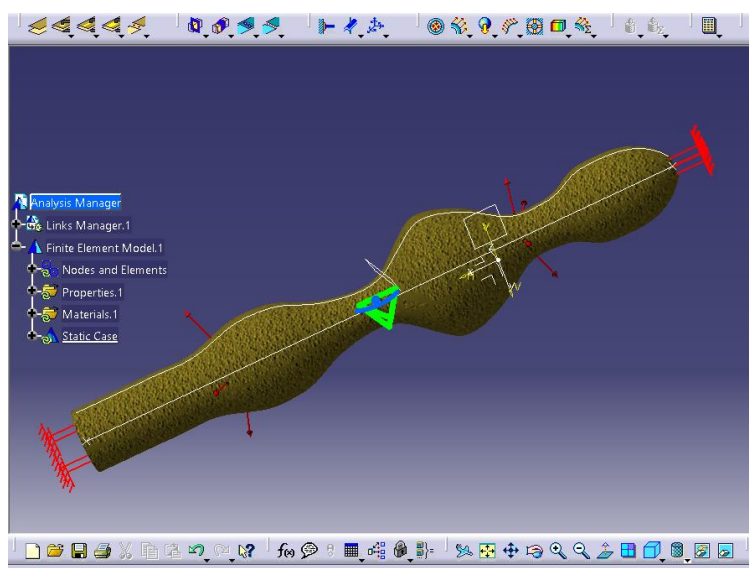 Analysis Manager
Links Manager.1
Finite Element Model.1
Nodes and Elements
Properties.1
Materials.1
Static Case
f(x)